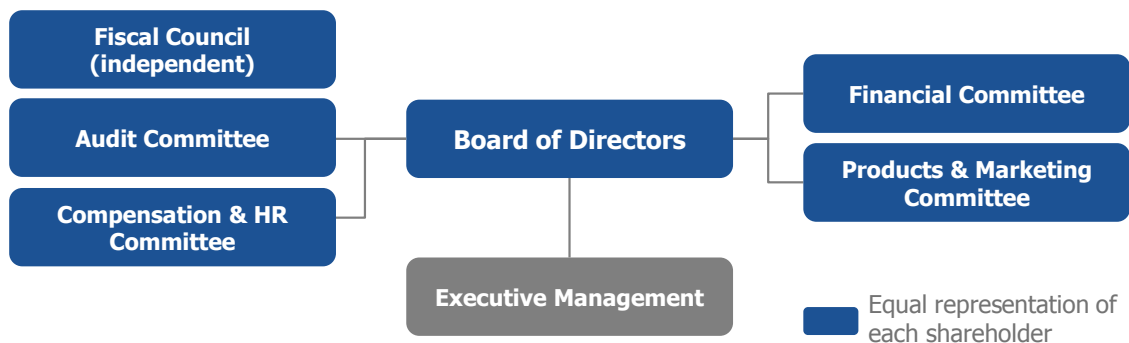 Fiscal Council
(independent)
Audit Committee
Compensation & HR
Committee
Board of Directors
Executive Management
Financial Committee
Products & Marketing
Committee
Equal representation of
each shareholder